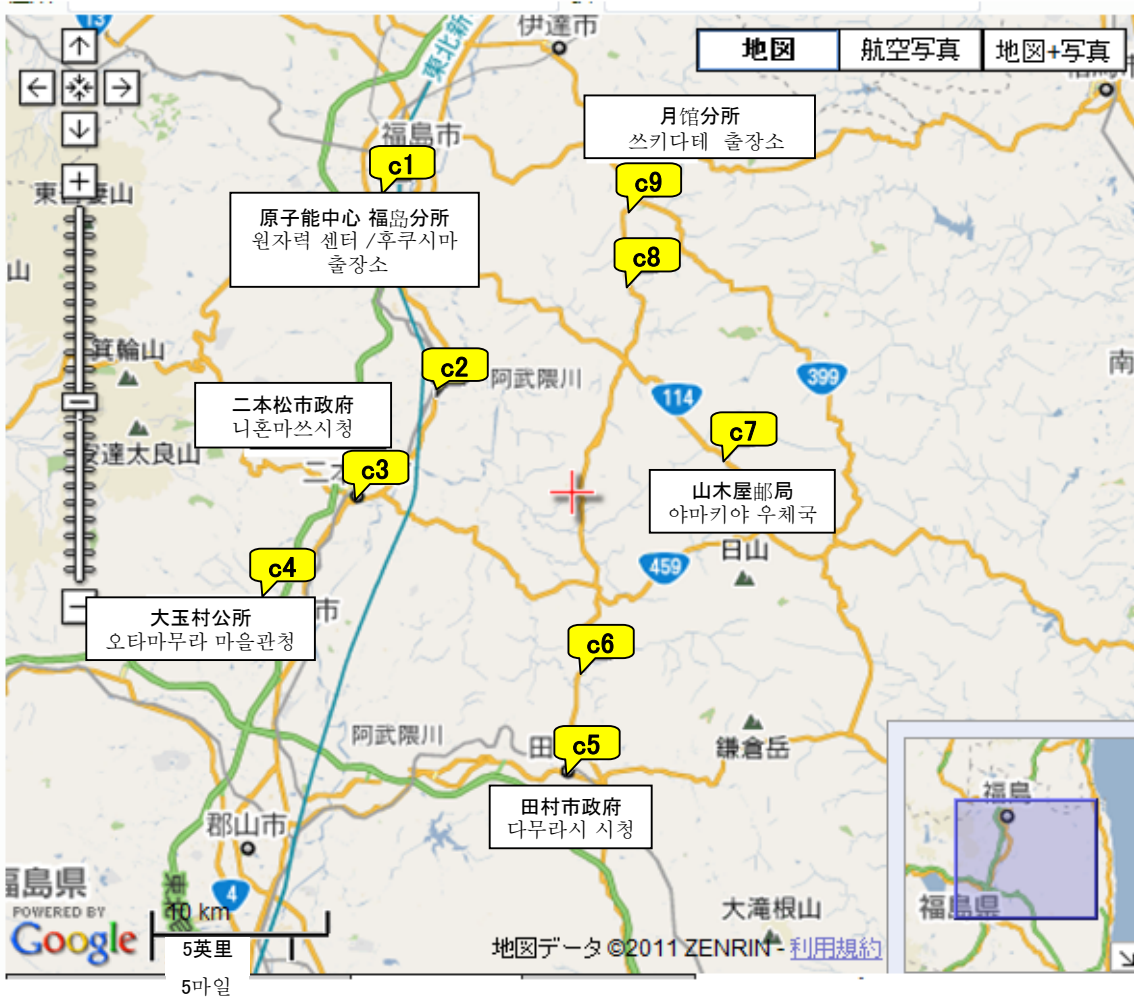 13
東北新
伊達市
地図
航空写真
地図+写真
福島市
月馆分所
쓰키다테 출장소
c1
c9
原子能中心 福岛分所
원자력 센터 /후쿠시마
출장소
c8
山
箕輪山
c2
阿武隈川
399
114
南
二本松市政府
니혼마쓰시청
c7
安達太良山
c3
山木屋邮局
야마키야 우체국
日山
459
c4
市
大玉村公所
오타마무라 마을관청
c6
阿武隈川
田
c5
鎌倉岳
田村市政府
다무라시 시청
福島
郡山市
福島県
4
福島県
POWERED BY
Google
10 km
大滝根山
5英里
地図データ ©2011 ZENRIN - 利用規約
5마일